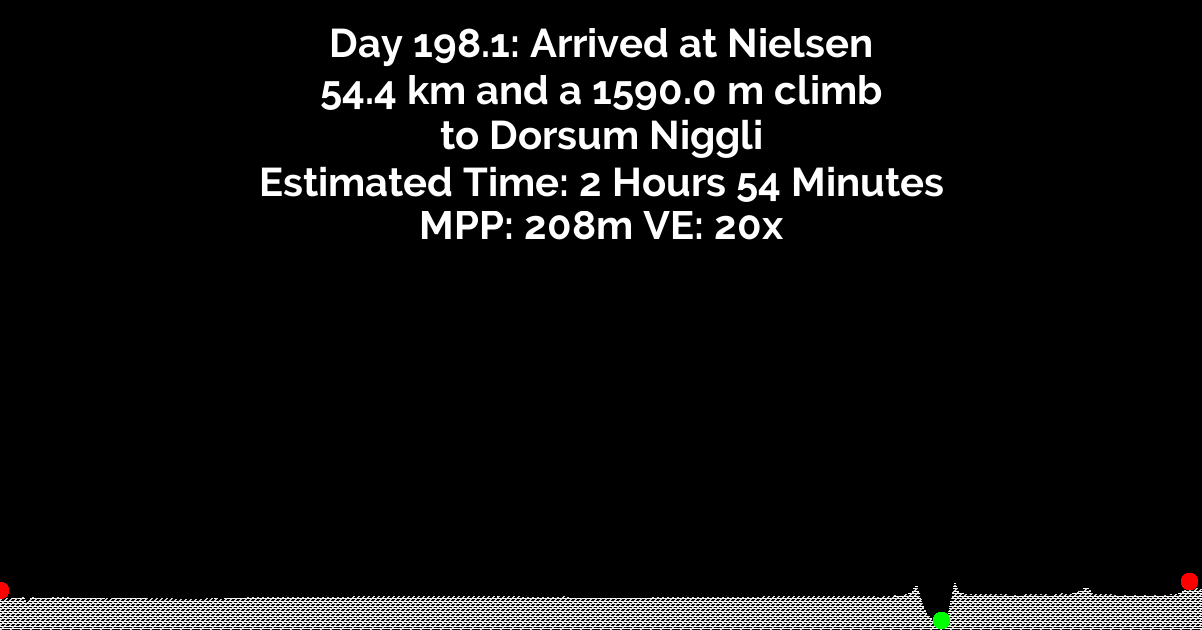 Day 198.1: Arrived at Nielsen
54.4 km and a 1590.0 m climb
to Dorsum Niggli
Estimated Time: 2 Hours 54 Minutes
MPP: 208m VE: 20x